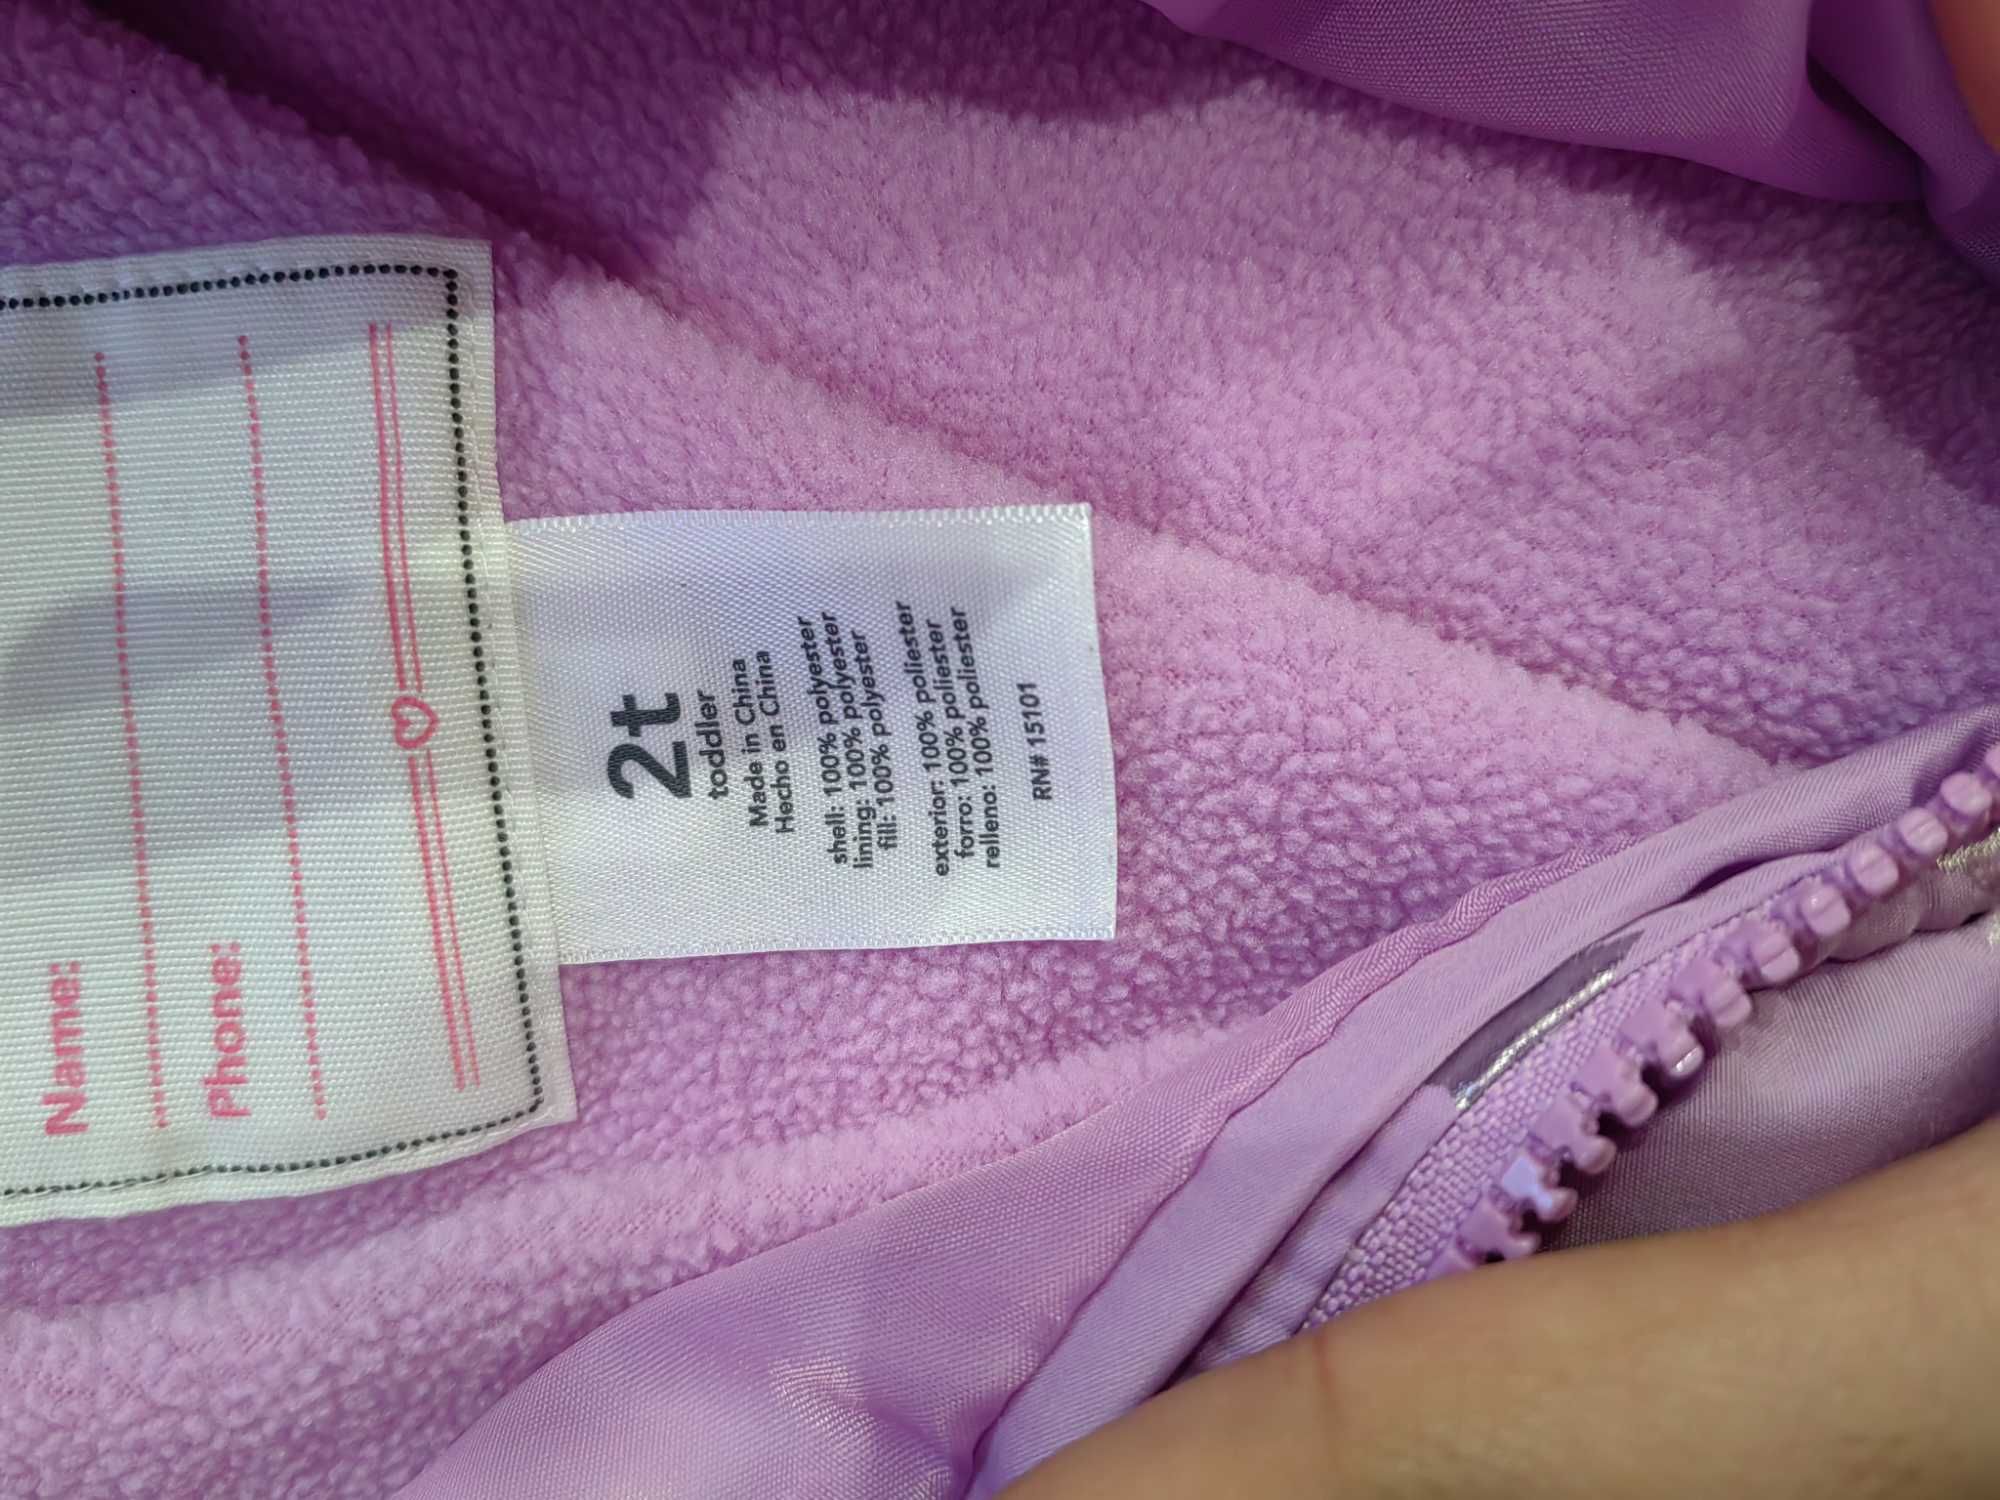 Name:
Phone:
2t
toddler
Made in China
Hecho en China
shell: 100% polyester
lining: 100% polyester
fill: 100% polyester
exterior: 100% poliester
forro: 100% poliester
relleno: 100% poliester
RN# 15101